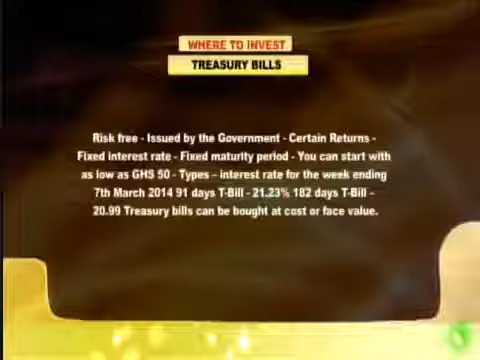 WHERE TO INVEST
TREASURY BILLS
Risk free - Issued by the Government - Certain Returns -
Fixed interest rate - Fixed maturity period - You can start with
as low as GHS 50 - Types - interest rate for the week ending
7th March 2014 91 days T-Bill - 21.23% 182 days T-Bill -
20.99 Treasury bills can be bought at cost or face value.